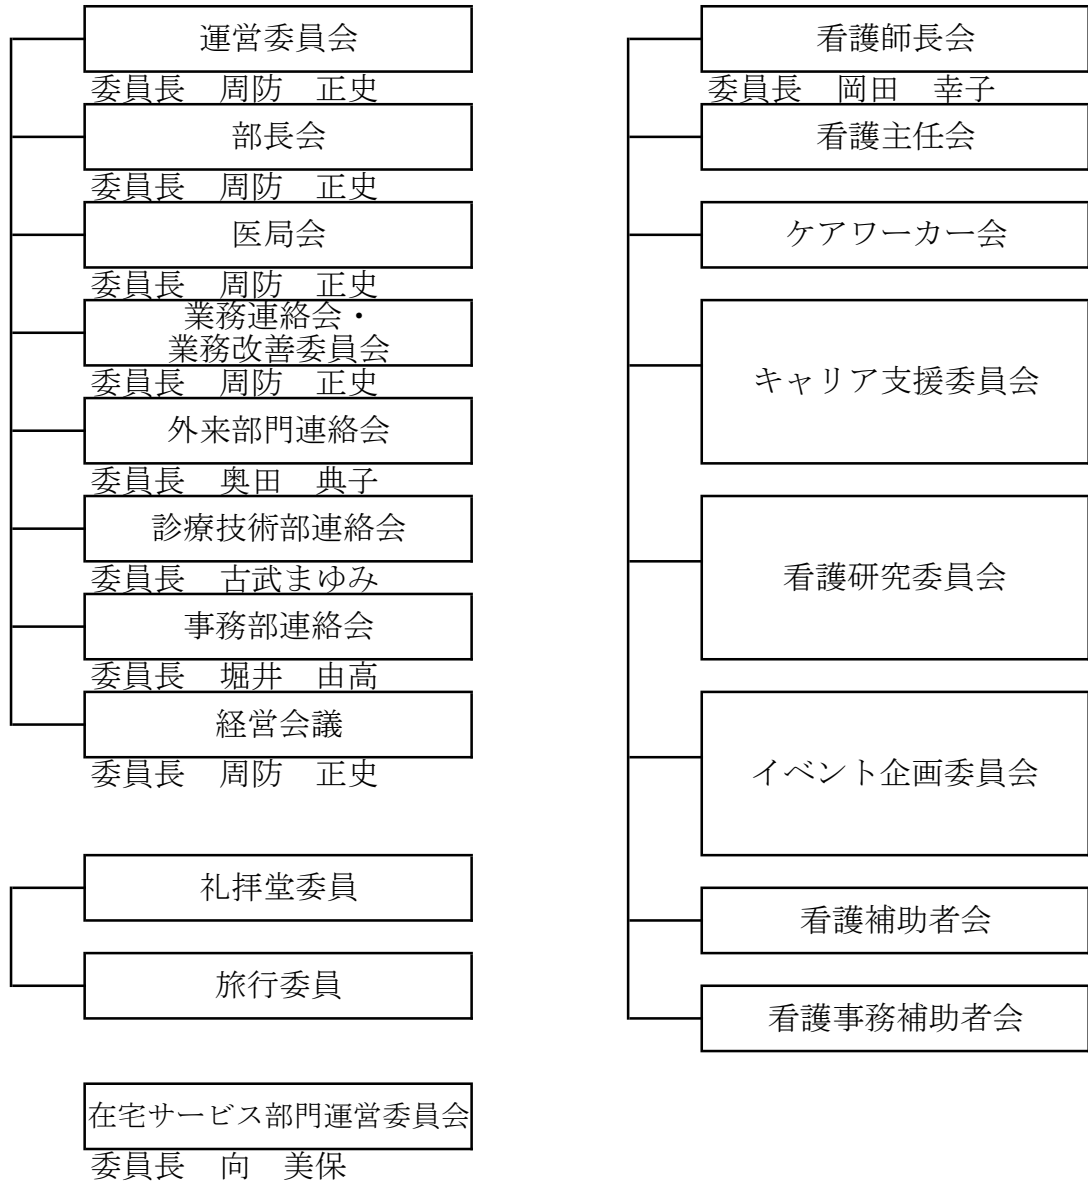 運営委員会
委員長　周防　正史
部長会
委員長　周防　正史
医局会
委員長　周防　正史
業務連絡会・
業務改善委員会
委員長　周防　正史
外来部門連絡会
委員長　奥田　典子
診療技術部連絡会
委員長　古武まゆみ
事務部連絡会
委員長　堀井　由高
経営会議
委員長　周防　正史
礼拝堂委員
旅行委員
在宅サービス部門運営委員会
委員長　向　美保
看護師長会
委員長　岡田　幸子
看護主任会
ケアワーカー会
キャリア支援委員会
看護研究委員会
イベント企画委員会
看護補助者会
看護事務補助者会